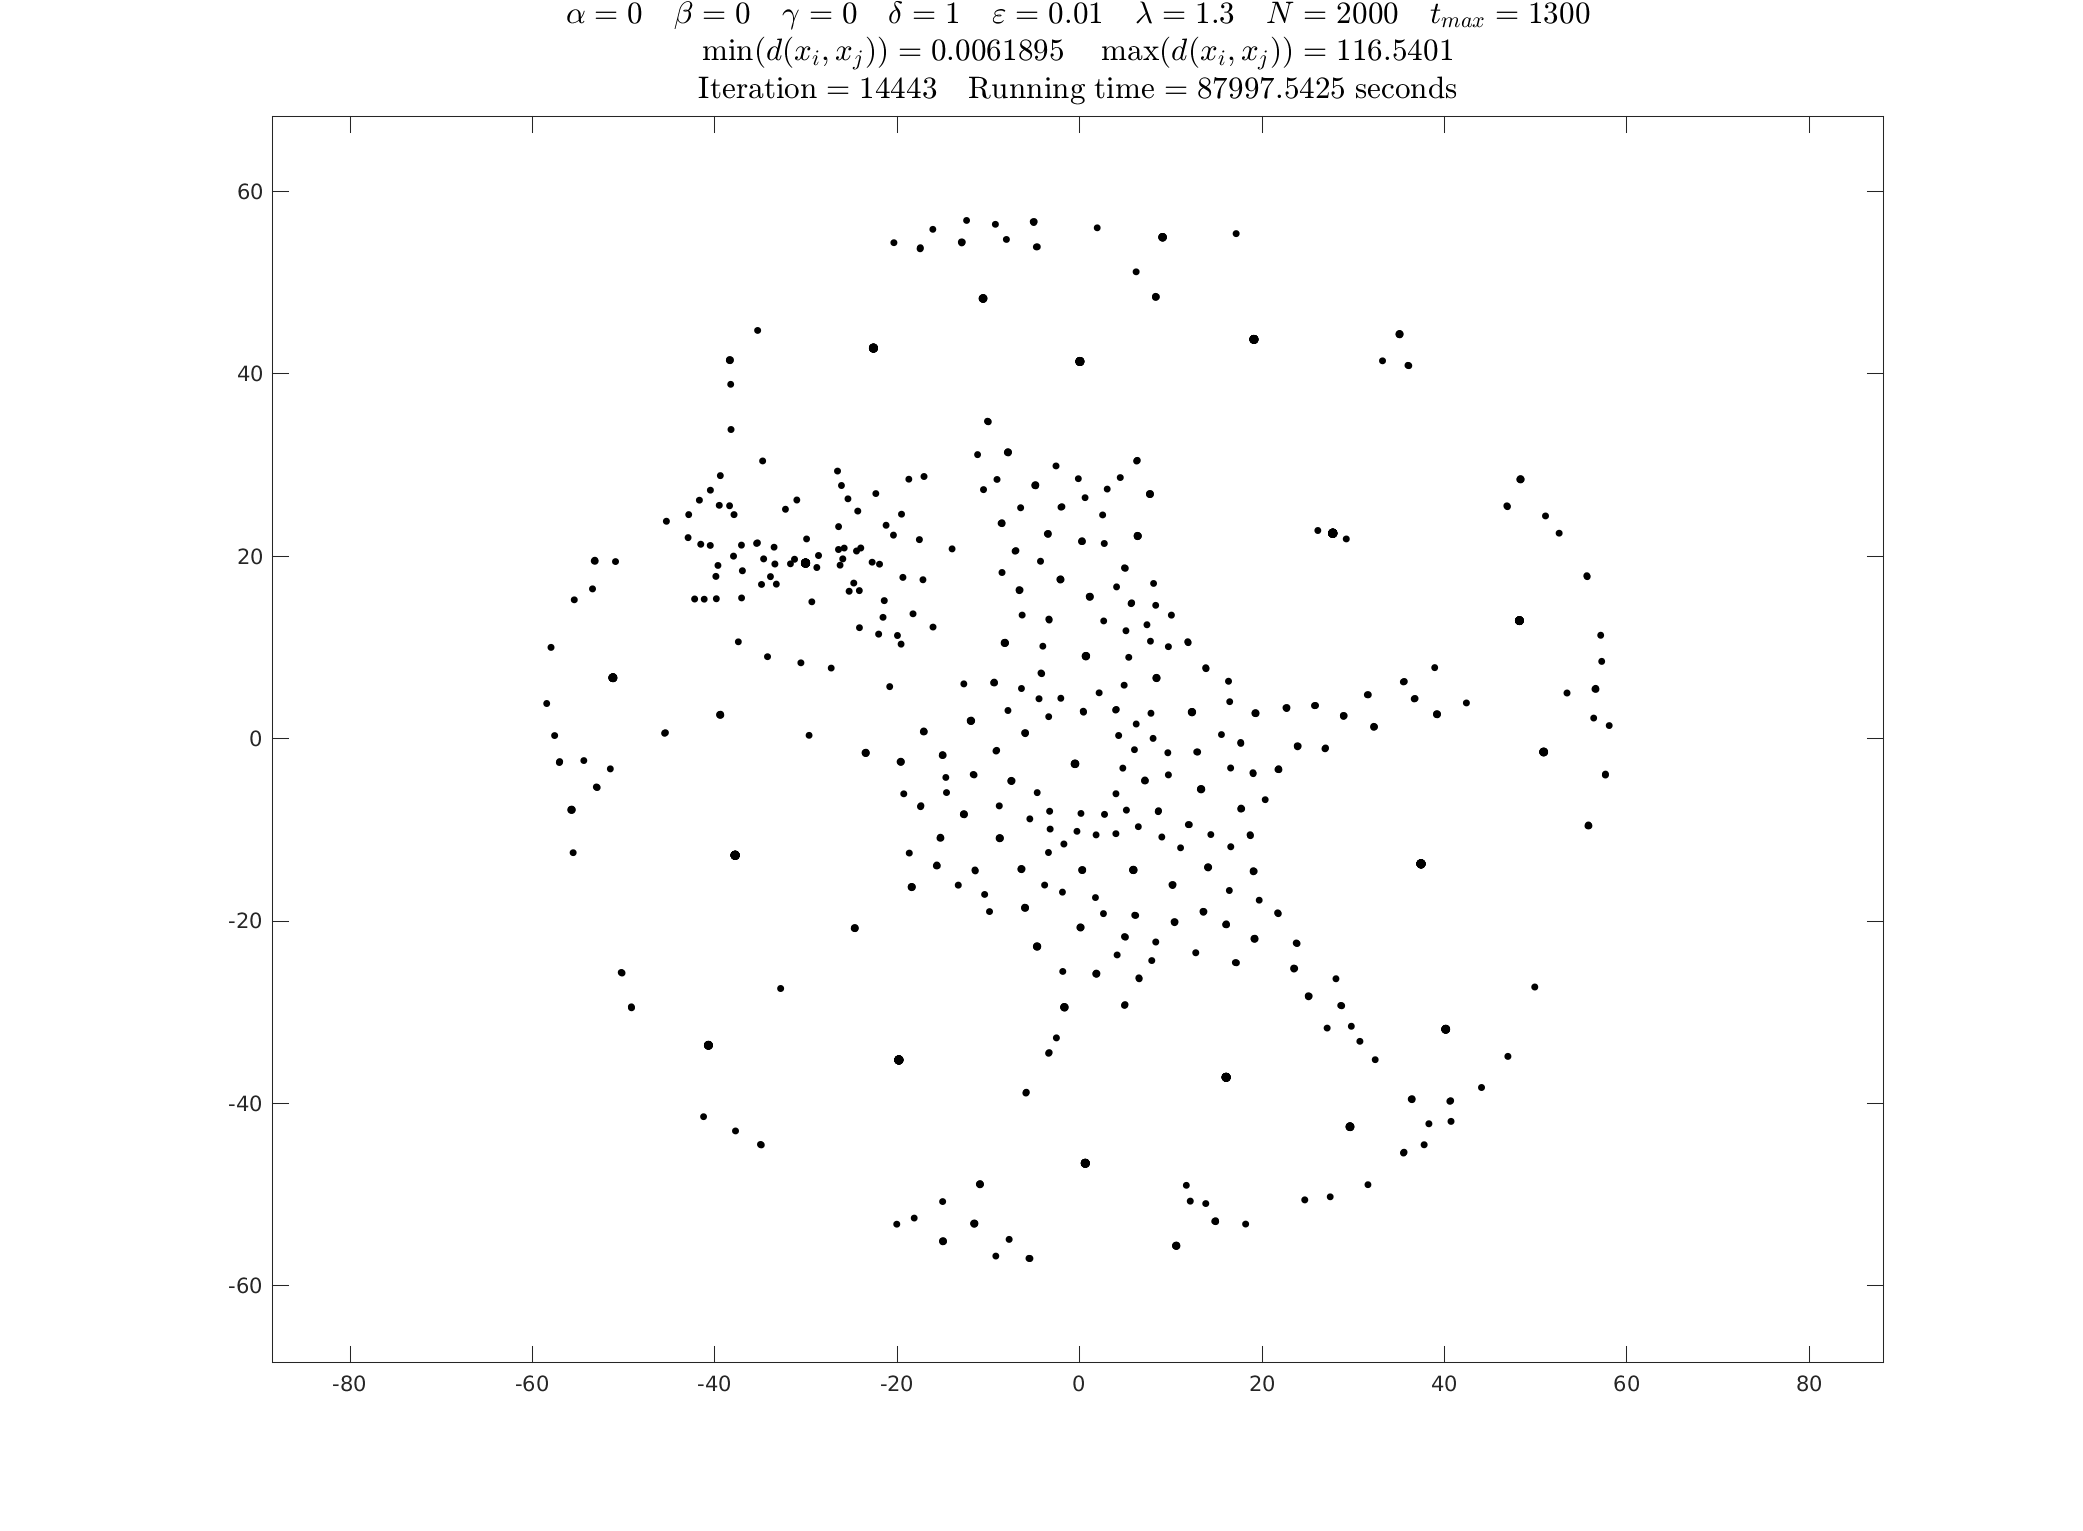 α = 0 β = 0 γ = 0 δ = 1 ε = 0.01 λ = 1.3 N = 2000 t_max = 1300
min(d(x_i, x_j)) = 0.0061895 max(d(x_i, x_j)) = 116.5401
Iteration = 14443 Running time = 87997.5425 seconds
60
40
20
0
-20
-40
-60
-80 -60 -40 -20 0 20 40 60 80